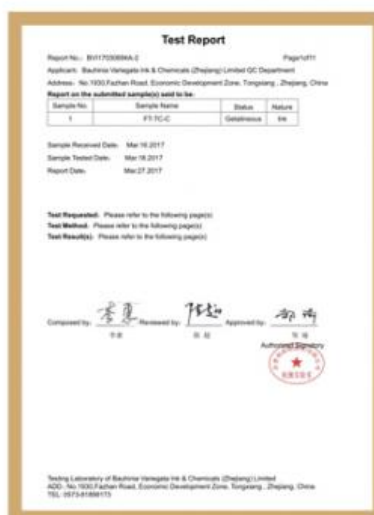 Test Report
Report No.: BVI170308984A-2 Page1of11
Applicant: Bauhinia Variegata Ink & Chemicals (Zhejiang) Limited QC Department
Address: No.1930,Fazhan Road, Economic Development Zone, Tongxiang , Zhejiang, China
Report on the submitted sample(s) said to be:
Sample No. Sample Name Status Nature
1 FT-TC-C Gelatineous Ink
Sample Received Date: Mar.16.2017
Sample Tested Date: Mar.18.2017
Report Date: Mar.27.2017
Test Requested: Please refer to the following page(s)
Test Method: Please refer to the following page(s)
Test Result(s): Please refer to the following page(s)
Composed by: Reviewed by: Approved by:
Authorized Signatory
Testing Laboratory of Bauhinia Variegata Ink & Chemicals (Zhejiang) Limited
ADD: No.1930,Fazhan Road, Economic Development Zone, Tongxiang , Zhejiang, China
TEL: 0573-81898173